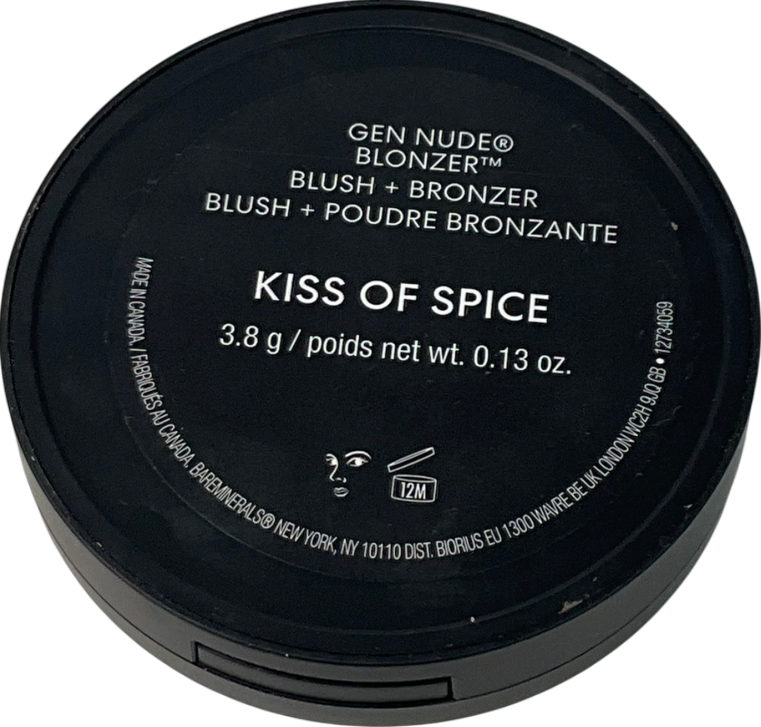 GEN NUDE®
BLONZER™
BLUSH + BRONZER
BLUSH + POUDRE BRONZANTE
KISS OF SPICE
3.8 g / poids net wt. 0.13 oz.
12M
MADE IN CANADA. / FABRIQUÉS AU CANADA. BAREMINERALS® NEW YORK, NY 10110 DIST. BIORIUS EU 1300 WAVRE BE UK LONDON WC2H 9JQ GB • 12734059